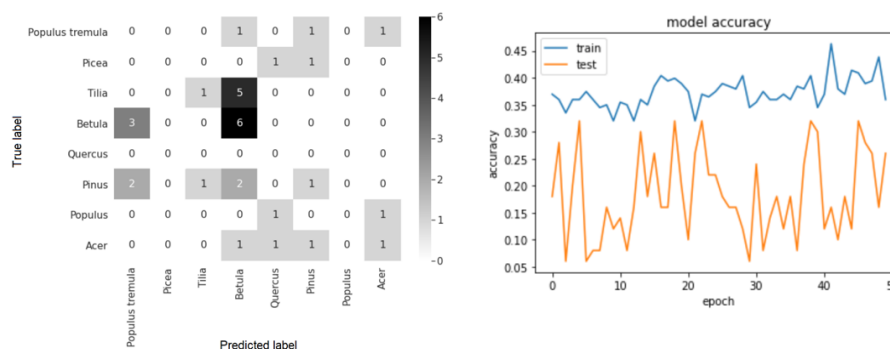 Populus tremula 0 0 0 1 0 1 0 1
Picea 0 0 0 0 1 1 0 0
Tilia 0 0 1 5 0 0 0 0
Betula 3 0 0 6 0 0 0 0
Quercus 0 0 0 0 0 0 0 0
Pinus 2 0 1 2 0 1 0 0
Populus 0 0 0 0 1 0 0 1
Acer 0 0 0 1 1 1 0 1
True label
Populus tremula
Picea
Tilia
Betula
Quercus
Pinus
Populus
Acer
Predicted label
6
5
4
3
2
1
0
model accuracy
train
test
accuracy
0.45
0.40
0.35
0.30
0.25
0.20
0.15
0.10
0.05
0 10 20 30 40 5
epoch